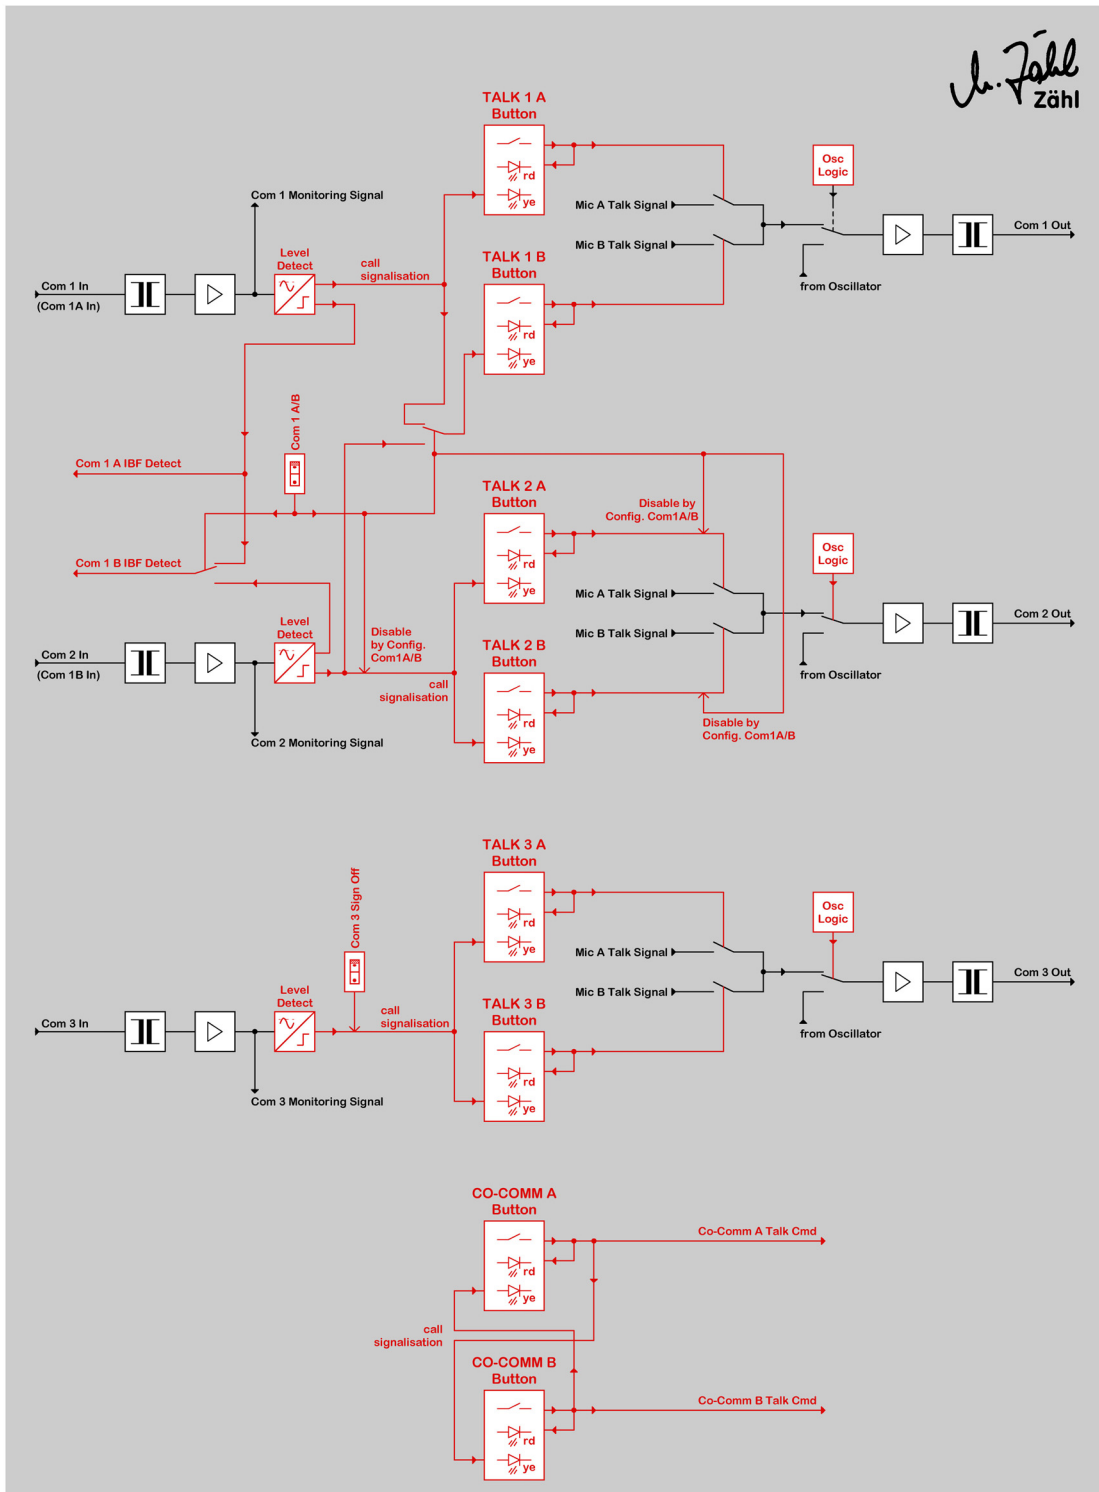 M. Zähl
Zähl
TALK 1 A
Button
rd
ye
Osc
Logic
Com 1 Monitoring Signal
Mic A Talk Signal
Mic B Talk Signal
Com 1 Out
from Oscillator
Level
Detect
call
signalisation
TALK 1 B
Button
rd
ye
Com 1 In
(Com 1A In)
Com 1 A/B
Com 1 A IBF Detect
Com 1 B IBF Detect
TALK 2 A
Button
rd
ye
Disable by
Config. Com1A/B
Osc
Logic
Mic A Talk Signal
Mic B Talk Signal
Com 2 Out
from Oscillator
Level
Detect
Disable
by Config.
Com1A/B
call
signalisation
TALK 2 B
Button
rd
ye
Disable by
Config. Com1A/B
Com 2 In
(Com 1B In)
Com 2 Monitoring Signal
TALK 3 A
Button
rd
ye
Com 3 Sign Off
Osc
Logic
Mic A Talk Signal
Mic B Talk Signal
Com 3 Out
from Oscillator
Level
Detect
call
signalisation
TALK 3 B
Button
rd
ye
Com 3 In
Com 3 Monitoring Signal
CO-COMM A
Button
rd
ye
Co-Comm A Talk Cmd
call
signalisation
CO-COMM B
Button
rd
ye
Co-Comm B Talk Cmd